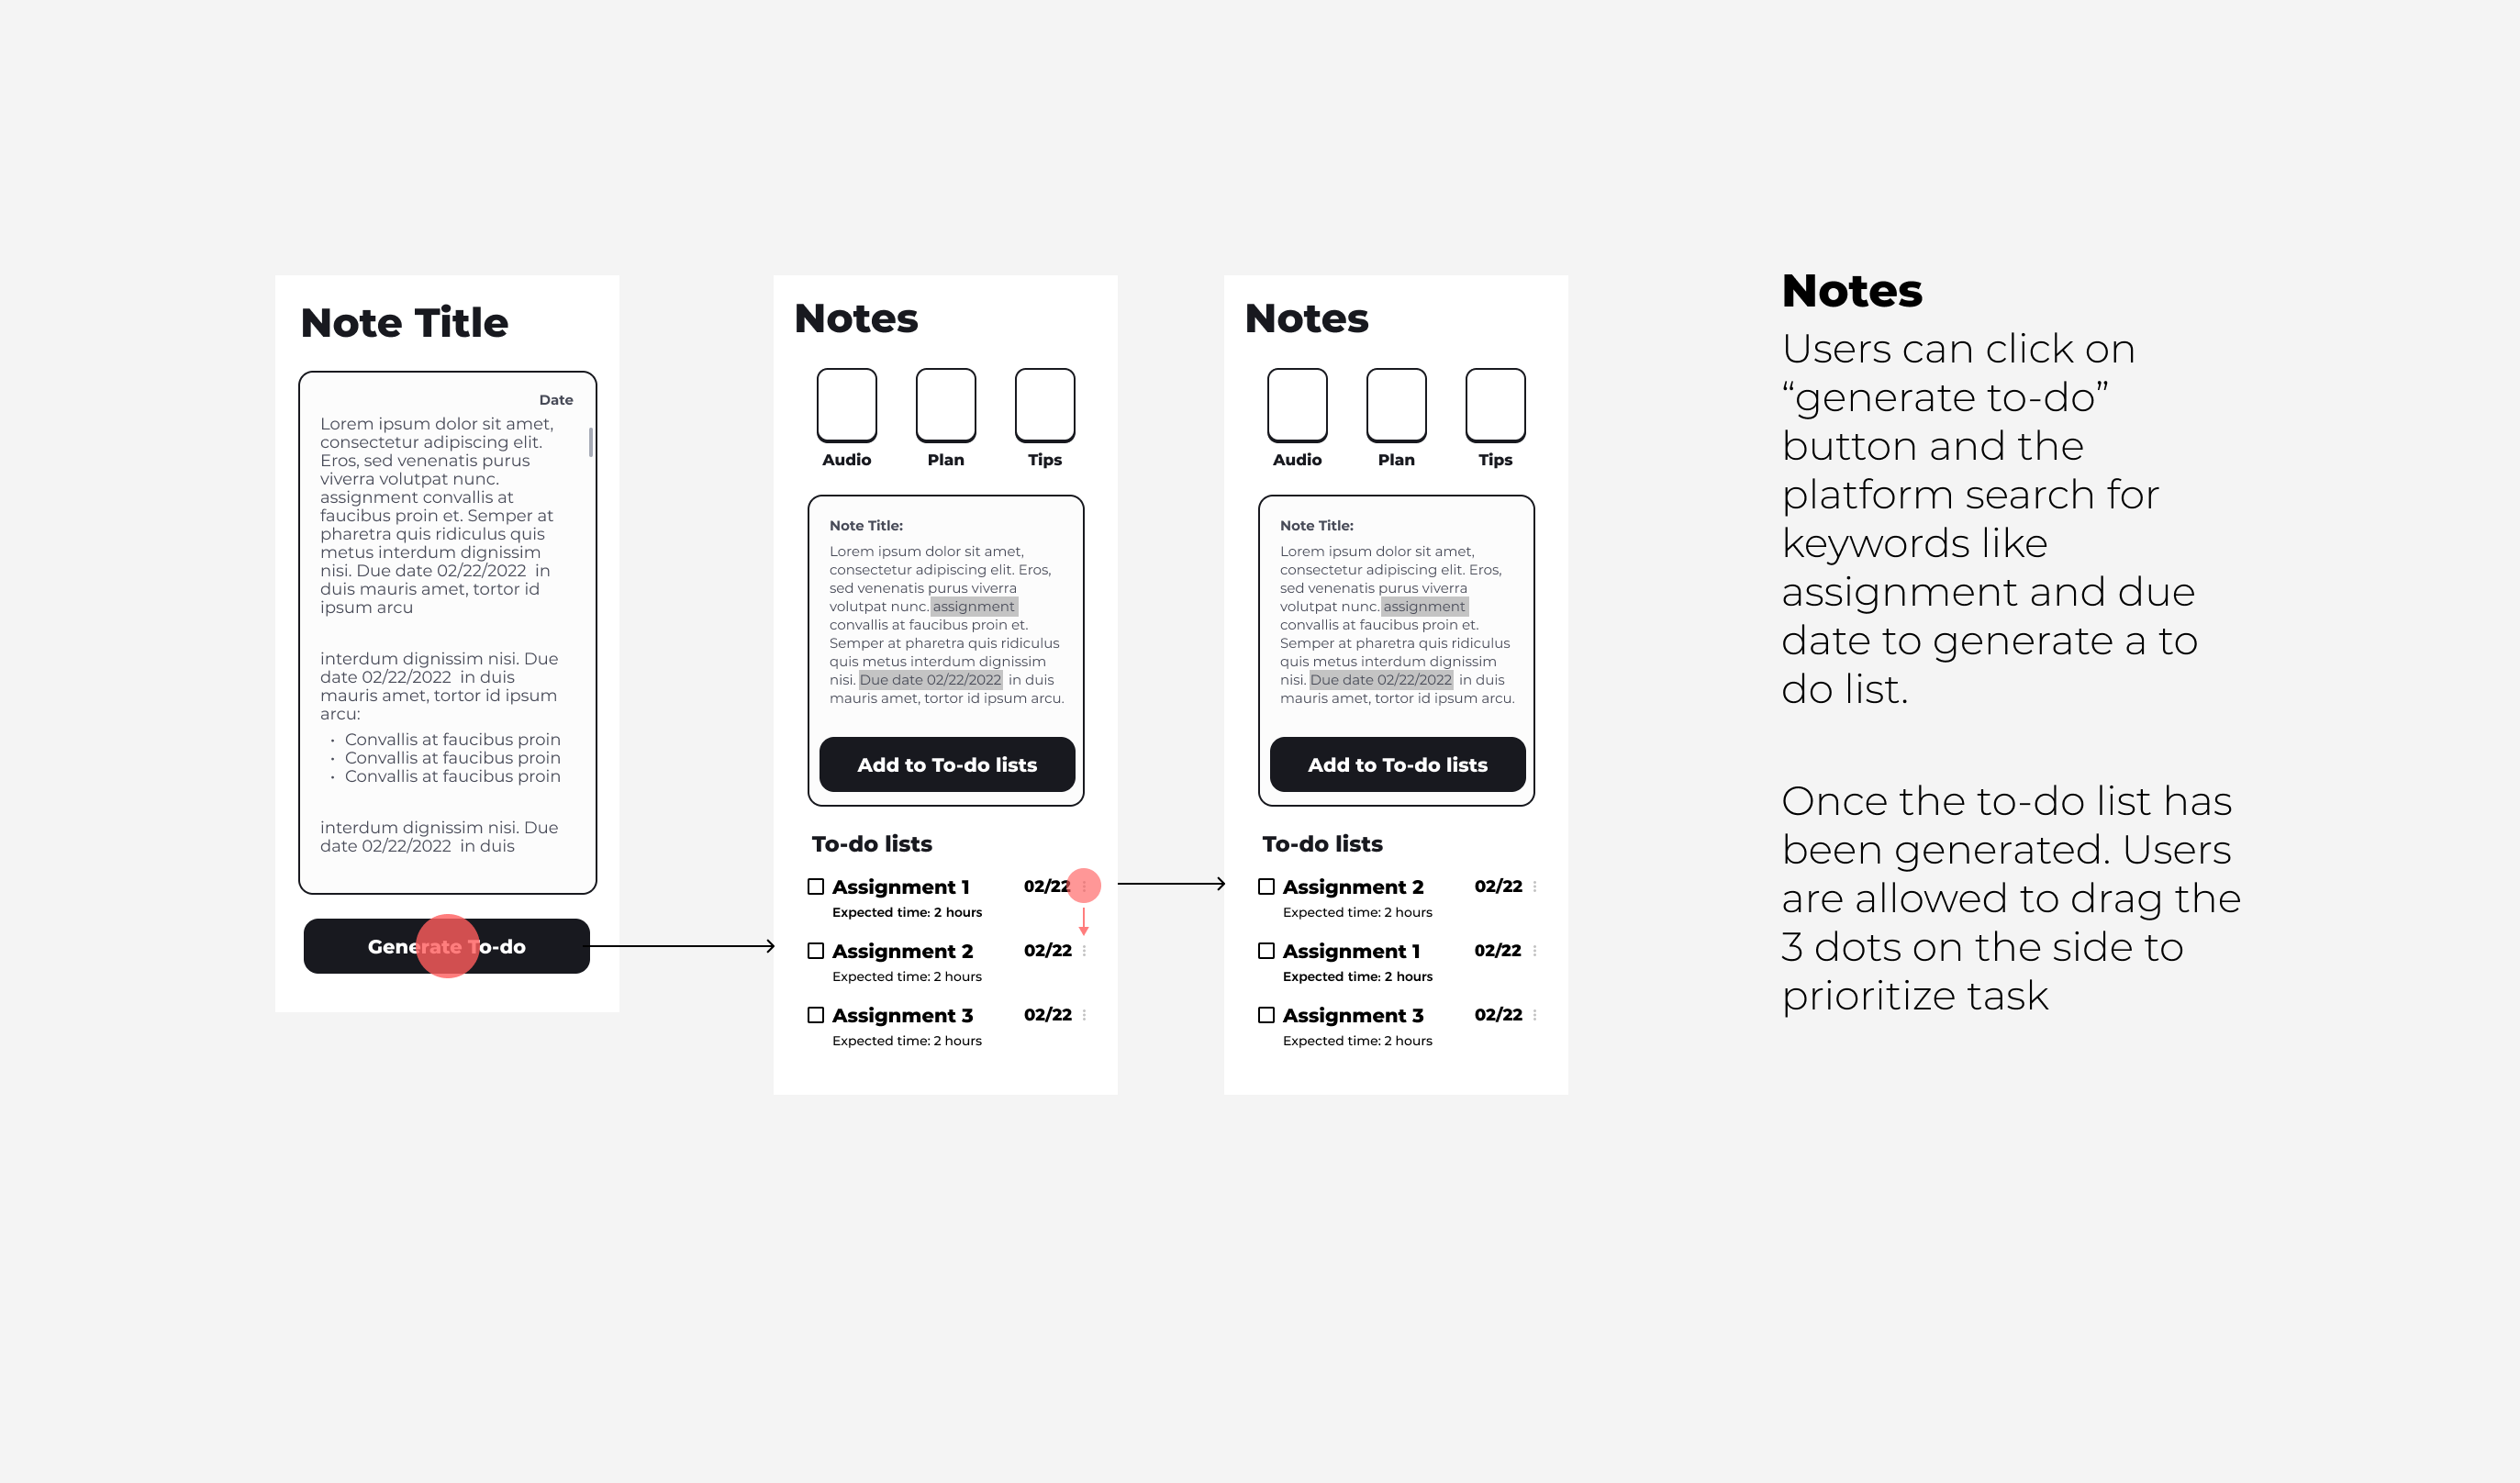 Note Title
Date
Lorem ipsum dolor sit amet,
consectetur adipiscing elit.
Eros, sed venenatis purus
viverra volutpat nunc.
assignment convallis at
faucibus proin et. Semper at
pharetra quis ridiculus quis
metus interdum dignissim
nisi. Due date 02/22/2022  in
duis mauris amet, tortor id
ipsum arcu
interdum dignissim nisi. Due
date 02/22/2022  in duis
mauris amet, tortor id ipsum
arcu:
• Convallis at faucibus proin
• Convallis at faucibus proin
• Convallis at faucibus proin
interdum dignissim nisi. Due
date 02/22/2022  in duis
Generate To-do
Notes
Audio Plan Tips
Note Title:
Lorem ipsum dolor sit amet,
consectetur adipiscing elit. Eros,
sed venenatis purus viverra
volutpat nunc. assignment
convallis at faucibus proin et.
Semper at pharetra quis ridiculus
quis metus interdum dignissim
nisi. Due date 02/22/2022  in duis
mauris amet, tortor id ipsum arcu.
Add to To-do lists
To-do lists
Assignment 1 02/22
Expected time: 2 hours
Assignment 2 02/22
Expected time: 2 hours
Assignment 3 02/22
Expected time: 2 hours
Notes
Audio Plan Tips
Note Title:
Lorem ipsum dolor sit amet,
consectetur adipiscing elit. Eros,
sed venenatis purus viverra
volutpat nunc. assignment
convallis at faucibus proin et.
Semper at pharetra quis ridiculus
quis metus interdum dignissim
nisi. Due date 02/22/2022  in duis
mauris amet, tortor id ipsum arcu.
Add to To-do lists
To-do lists
Assignment 2 02/22
Expected time: 2 hours
Assignment 1 02/22
Expected time: 2 hours
Assignment 3 02/22
Expected time: 2 hours
Notes
Users can click on
“generate to-do”
button and the
platform search for
keywords like
assignment and due
date to generate a to
do list.
Once the to-do list has
been generated. Users
are allowed to drag the
3 dots on the side to
prioritize task